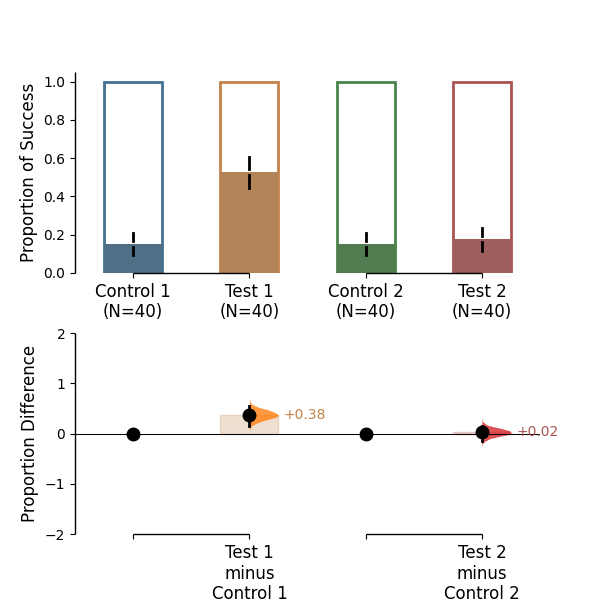 Proportion of Success
1.0
0.8
0.6
0.4
0.2
0.0
Control 1
(N=40)
Test 1
(N=40)
Control 2
(N=40)
Test 2
(N=40)
Proportion Difference
2
1
0
−1
−2
+0.38
+0.02
Test 1
minus
Control 1
Test 2
minus
Control 2